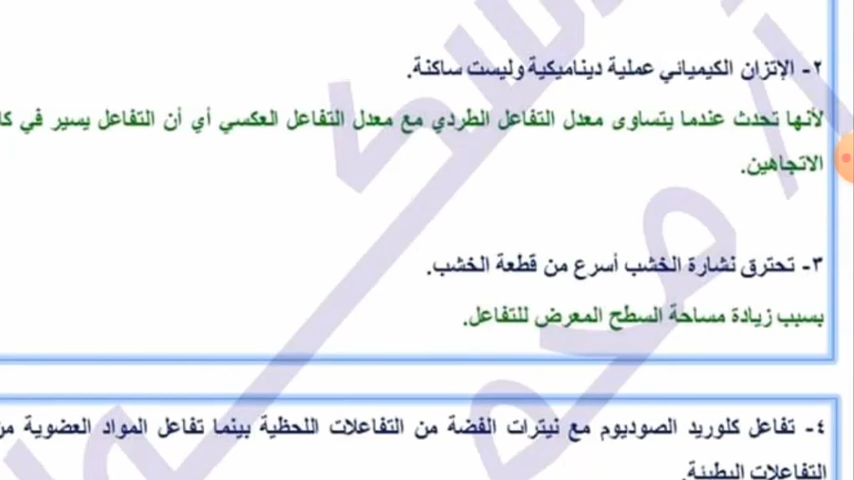 ٢- الإتزان الكيميائي عملية ديناميكية وليست ساكنة.
لأنها تحدث عندما يتساوى معدل التفاعل الطردي مع معدل التفاعل العكسي أي أن التفاعل يسير في
الاتجاهين.
٣- تحترق نشارة الخشب أسرع من قطعة الخشب.
بسبب زيادة مساحة السطح المعرض للتفاعل.
٤- تفاعل كلوريد الصوديوم مع نيترات الفضة من التفاعلات اللحظية بينما تفاعل المواد العضوية
التفاعلات البطيئة.